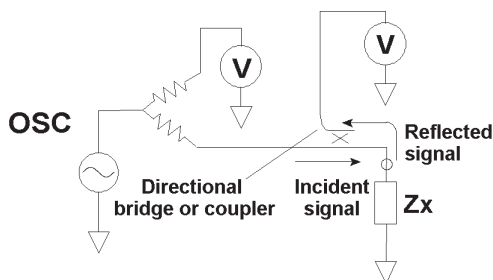 V
V
OSC
Reflected
signal
Directional
bridge or coupler
Incident
signal
Zx